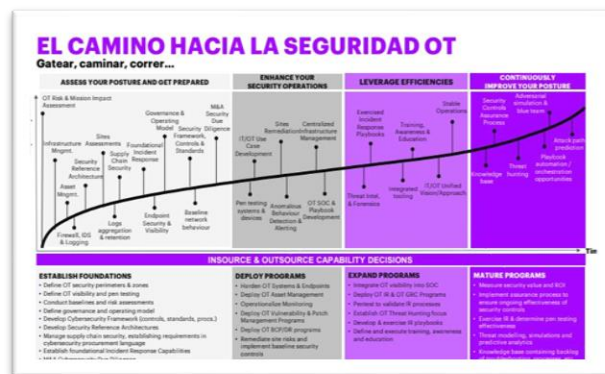 EL CAMINO HACIA LA SEGURIDAD OT
Gatear, caminar, correr...
ASSESS YOUR POSTURE AND GET PREPARED
ENHANCE YOUR
SECURITY OPERATIONS
LEVERAGE EFFICIENCIES
CONTINUOUSLY
IMPROVE YOUR POSTURE
OT Risk & Mission Impact
Assessment
Infrastructure
Mngmt.
Asset
Mngmt.
Firewall, IDS
& Logging
Security
Reference
Architecture
Sites
Assessments
Supply
Chain
Security
Logs
aggregation
& retention
Foundational
Incident
Response
Governance &
Operating
Model
Endpoint
Security &
Visibility
Security
Framework,
Controls &
Standards
Baseline
network
behaviour
M&A
Security
Due
Diligence
IT/IOT Use
Case
Development
Pen testing
systems &
devices
Sites
Remediation
Anomalous
Behaviour
Detection &
Alerting
Centralized
Infrastructure
Management
OT SOC &
Playbook
Development
Exercised
Incident
Response
Playbooks
Threat Intel.
& Forensics
Training,
Awareness &
Education
Integrated
tooling
Stable
Operations
IT/OT Unified
Vision/Approach
Knowledge
base
Security
Controls
Assurance
Process
Threat
hunting
Adversarial
simulation &
blue team
Playbook
automation /
orchestration
opportunities
Attack path
prediction
Tim
INSOURCE & OUTSOURCE CAPABILITY DECISIONS
ESTABLISH FOUNDATIONS
• Define OT security perimeters & zones
• Define OT visibility and pen testing
• Conduct baselines and risk assessments
• Define governance and operating model
• Develop Cybersecurity Framework (controls, standards, procs.)
• Develop Security Reference Architectures
• Manage supply chain security, establishing requirements in
cybersecurity procurement language
• Establish foundational Incident Response Capabilities
DEPLOY PROGRAMS
• Harden OT Systems & Endpoints
• Deploy OT Asset Management
• Operationalize Monitoring
• Deploy OT Vulnerability & Patch
Management Programs
• Deploy OT BCP/DR programs
• Remediate site risks and
implement baseline security
controls
EXPAND PROGRAMS
• Integrate OT visibility into SOC
• Deploy OT IR & OT GRC Programs
• Pentest to validate IR processes
• Establish OT Threat Hunting focus
• Develop & exercise IR playbooks
• Define and execute training, awareness
and education
MATURE PROGRAMS
• Measure security value and ROI
• Implement assurance process to
ensure ongoing effectiveness of
security controls
• Exercise IR & determine pen testing
effectiveness
• Threat modeling, simulations and
predictive analytics
• Knowledge base containing